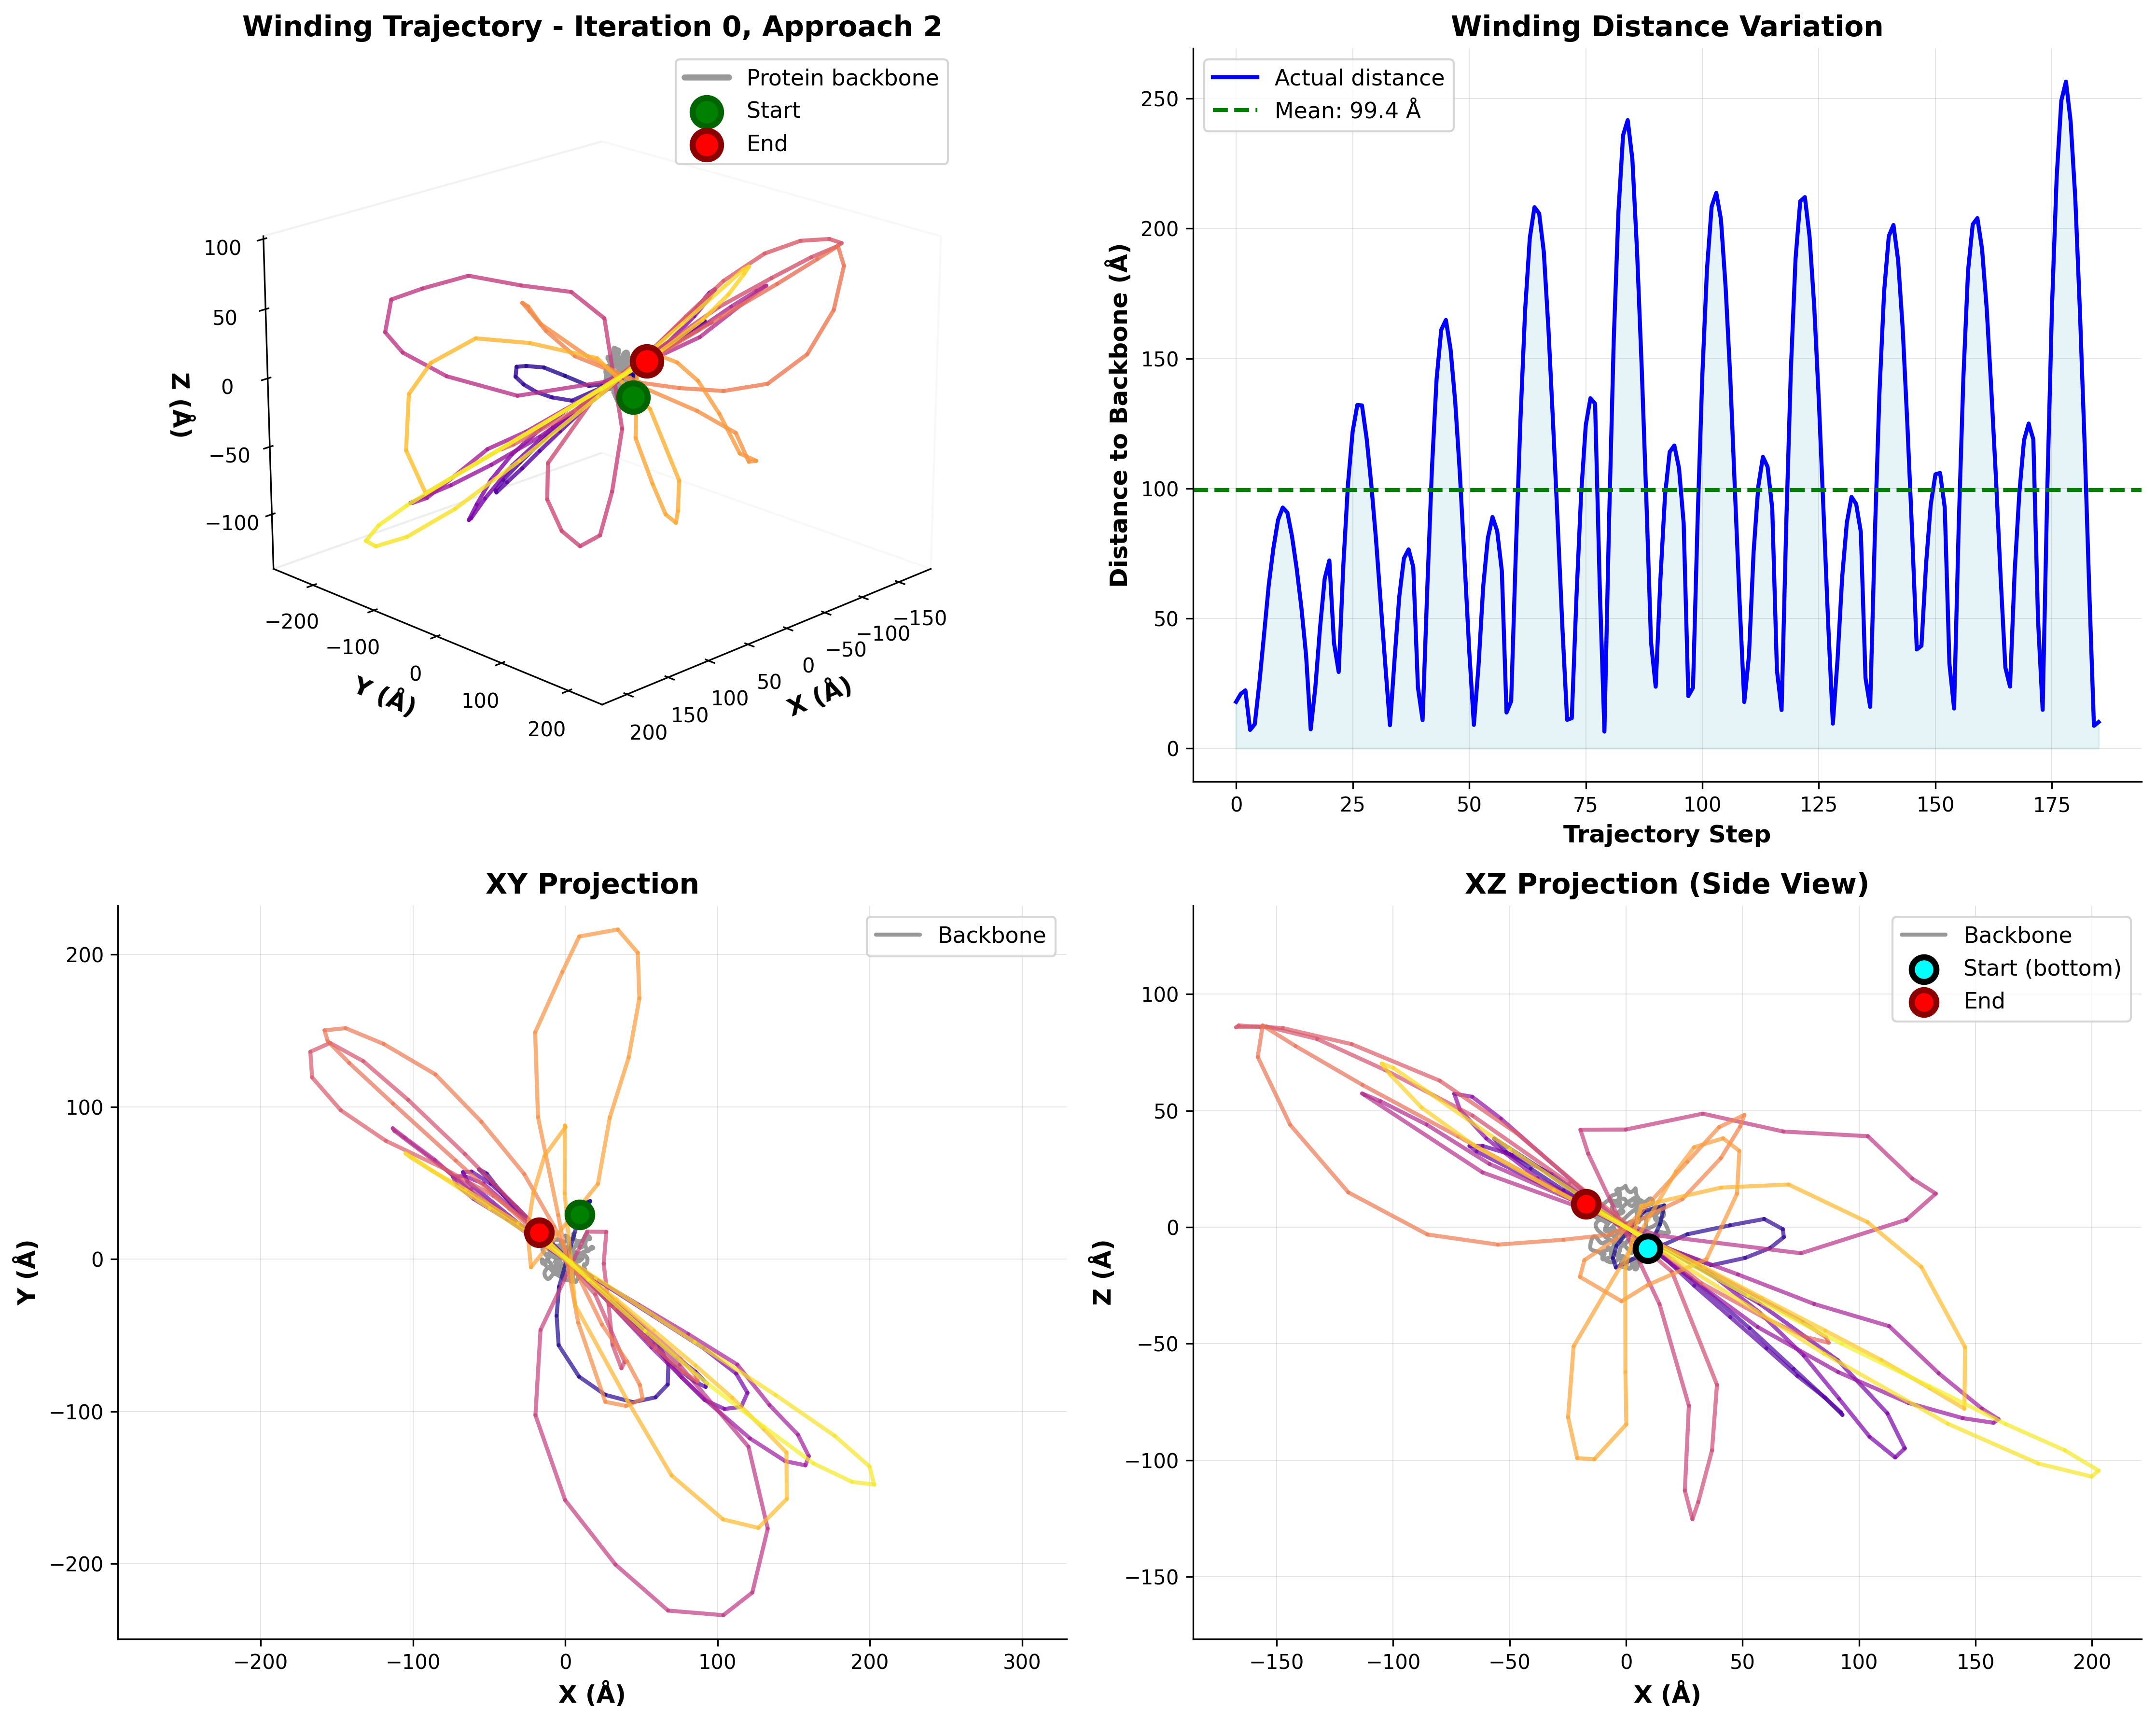 Winding Trajectory - Iteration 0, Approach 2
Protein backbone
Start
End
100
50
0
−50
−100
Z (Å)
−200
−100
0
100
200
Y (Å)
200
150
100
50
0
−50
−100
−150
X (Å)
Winding Distance Variation
Actual distance
Mean: 99.4 Å
250
200
150
100
50
0
Distance to Backbone (Å)
0 25 50 75 100 125 150 175
Trajectory Step
XY Projection
Backbone
200
100
0
−100
−200
Y (Å)
−200 −100 0 100 200 300
X (Å)
XZ Projection (Side View)
Backbone
Start (bottom)
End
100
50
0
−50
−100
−150
Z (Å)
−150 −100 −50 0 50 100 150 200
X (Å)